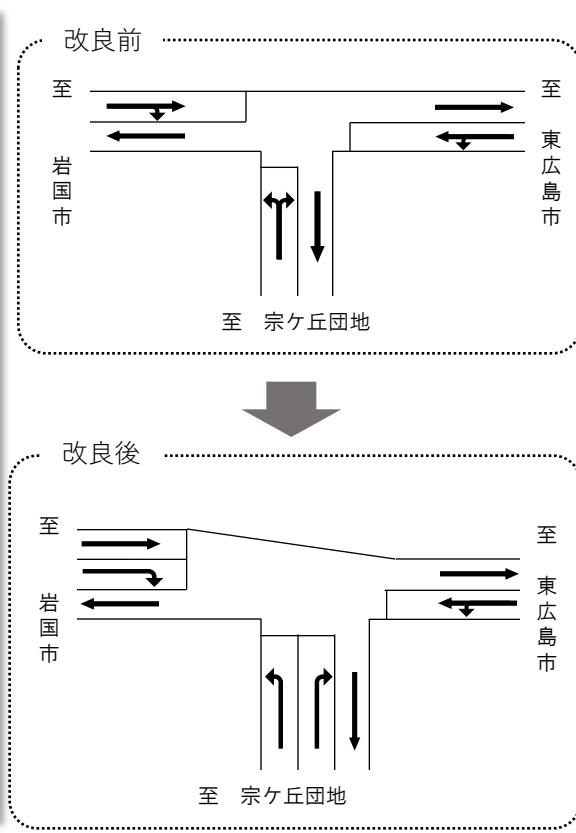 改良前
至 岩国市
至 東広島市
至 宗ケ丘団地
改良後
至 岩国市
至 東広島市
至 宗ケ丘団地